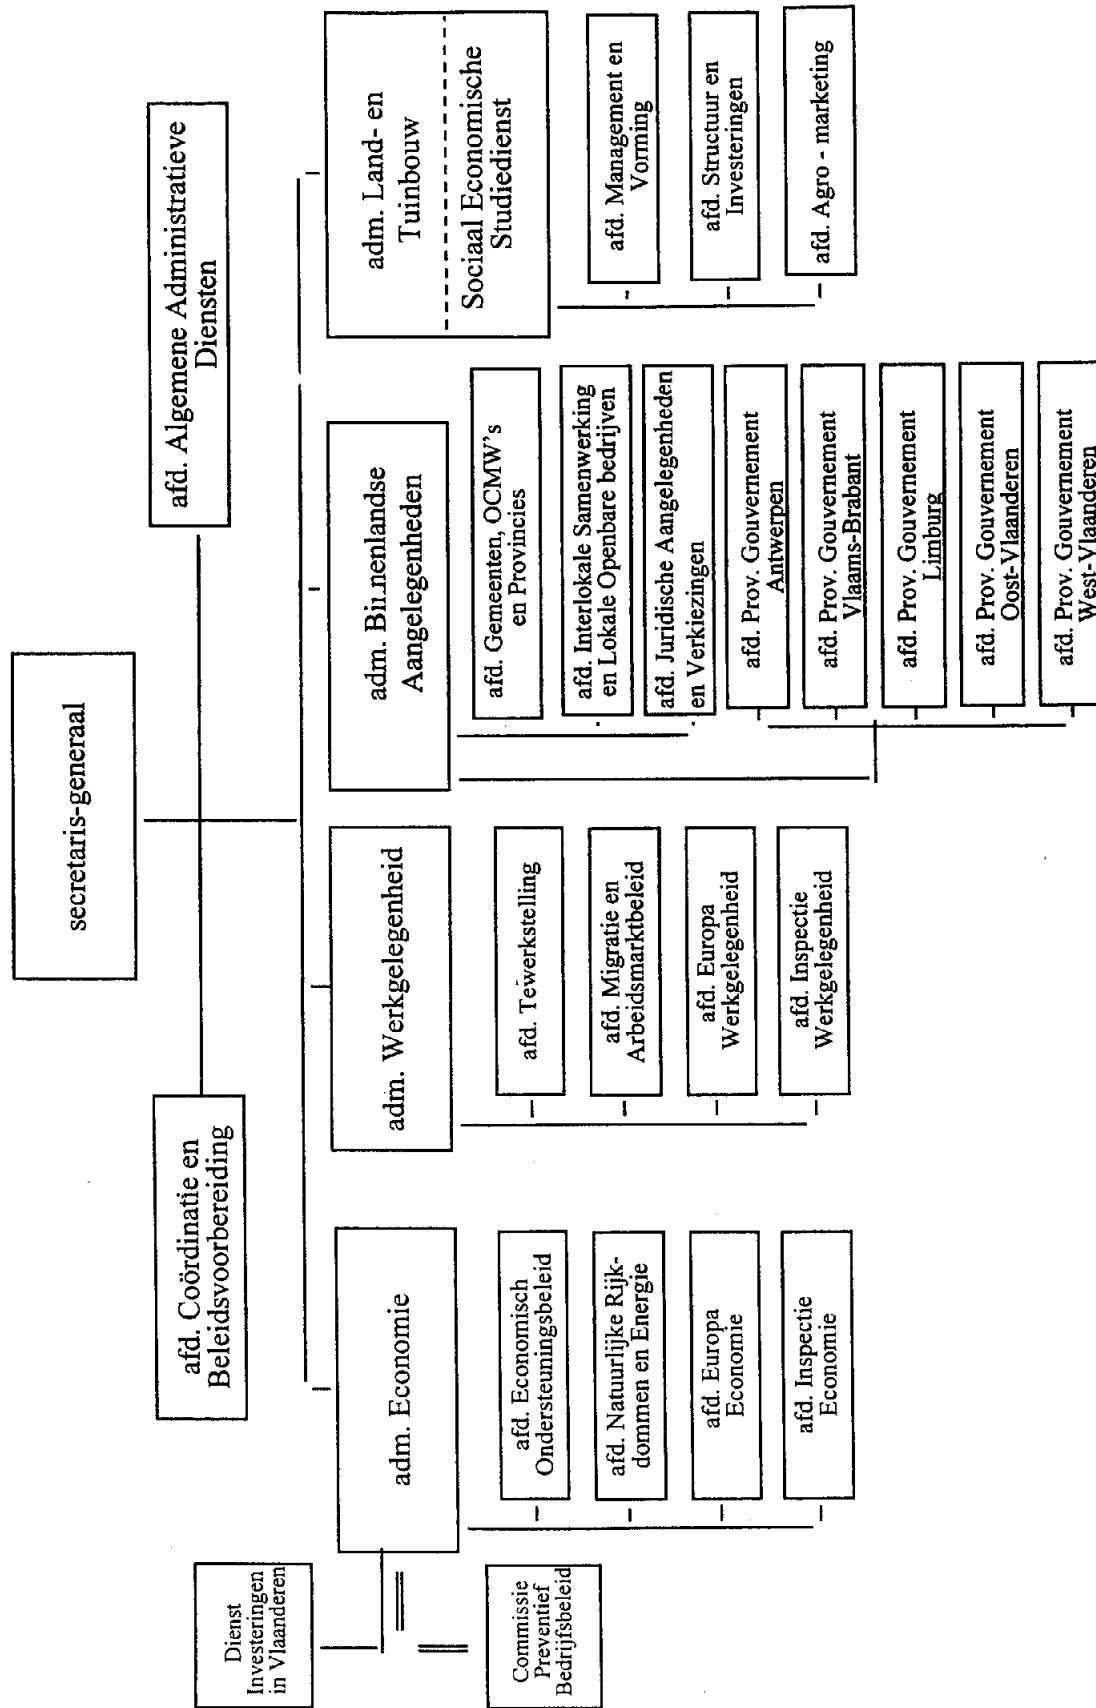 secretaris-generaal
afd. Coördinatie en
Beleidsvoorbereiding
afd. Algemene Administratieve
Diensten
Dienst
Investeringen
in Vlaanderen
Commissie
Preventief
Bedrijfsbeleid
adm. Economie
afd. Economisch
Ondersteuningsbeleid
afd. Natuurlijke Rijk-
dommen en Energie
afd. Europa
Economie
afd. Inspectie
Economie
adm. Werkgelegenheid
afd. Tewerkstelling
afd. Migratie en
Arbeidsmarktbeleid
afd. Europa
Werkgelegenheid
afd. Inspectie
Werkgelegenheid
adm. Binnenlandse
Aangelegenheden
afd. Gemeenten, OCMW's
en Provincies
afd. Interlokale Samenwerking
en Lokale Openbare bedrijven
afd. Juridische Aangelegenheden
en Verkiezingen
afd. Prov. Gouvernement
Antwerpen
afd. Prov. Gouvernement
Vlaams-Brabant
afd. Prov. Gouvernement
Limburg
afd. Prov. Gouvernement
Oost-Vlaanderen
afd. Prov. Gouvernement
West-Vlaanderen
adm. Land- en
Tuinbouw
Sociaal Economische
Studiedienst
afd. Management en
Vorming
afd. Structuur en
Investeringen
afd. Agro - marketing